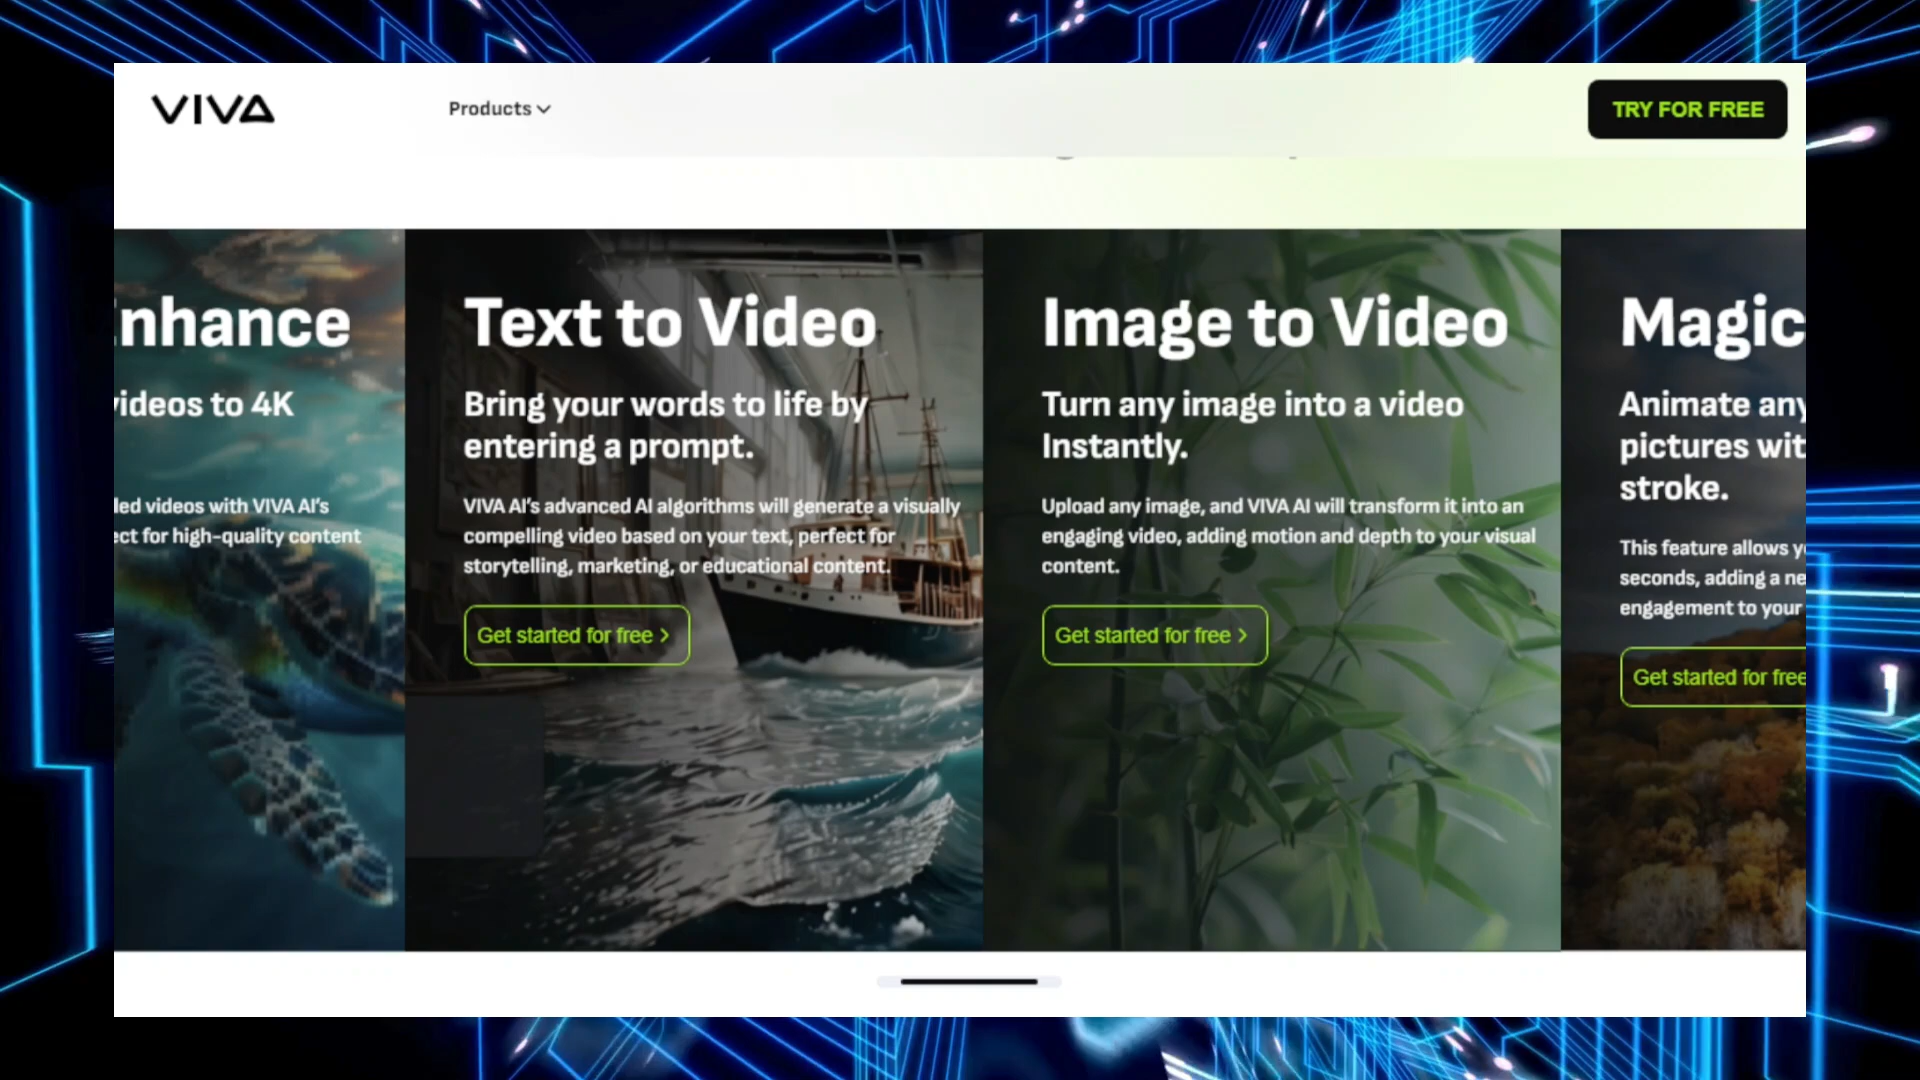 VIVA
Products
TRY FOR FREE
nhance
videos to 4K
led videos with VIVA AI's
ect for high-quality content
Text to Video
Bring your words to life by
entering a prompt.
VIVA AI's advanced AI algorithms will generate a visually
compelling video based on your text, perfect for
storytelling, marketing, or educational content.
Get started for free >
Image to Video
Turn any image into a video
Instantly.
Upload any image, and VIVA AI will transform it into an
engaging video, adding motion and depth to your visual
content.
Get started for free >
Magic
Animate any
pictures wit
stroke.
This feature allows y
seconds, adding a ne
engagement to your
Get started for free